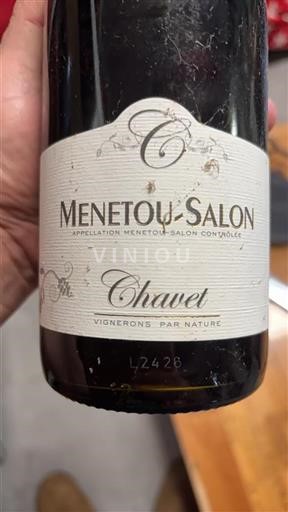 C
MENETOU-SALON
APPELLATION MENETOU-SALON CONTRÔLÉE
VINIOU
Chavet
VIGNERONS PAR NATURE
L2426